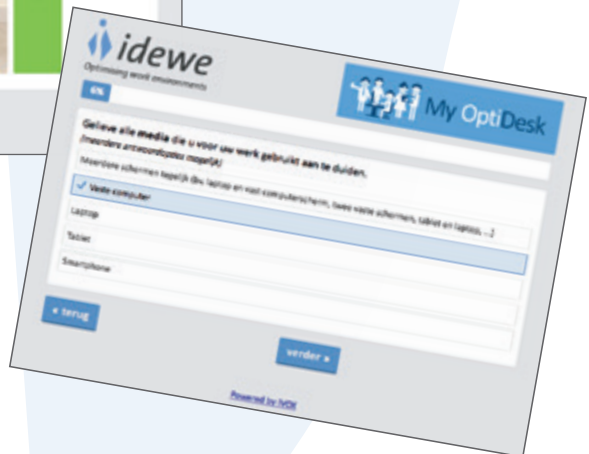 idewe
Optimising work environments
My OptiDesk
6%
Gelieve alle media die u voor uw werk gebruikt aan te duiden.
(meerdere antwoordopties mogelijk)
Meerdere schermen tegelijk (bv. laptop en vast computerscherm, twee vaste schermen, tablet en laptop, ...)
✓ Vaste computer
Laptop
Tablet
Smartphone
« terug
verder »
Powered by IVOX